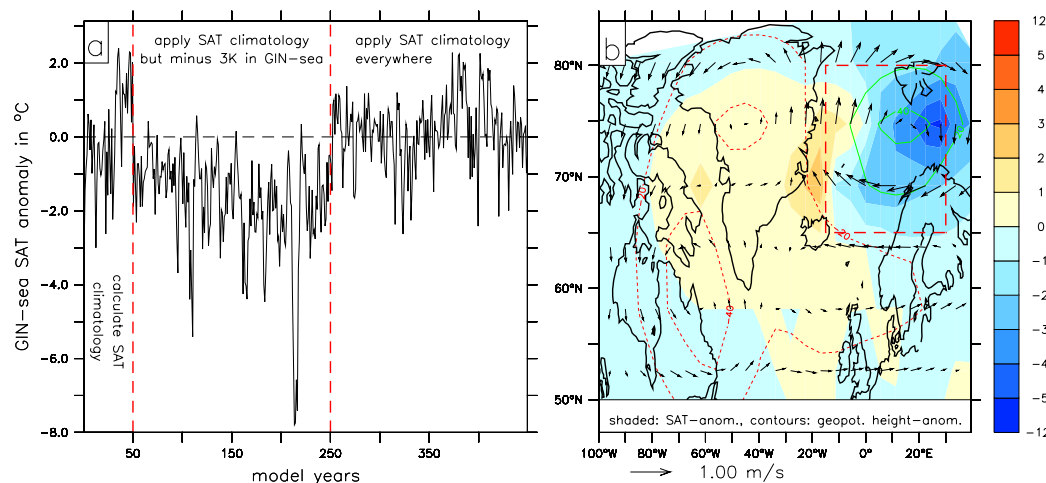 a
apply SAT climatology
but minus 3K in GIN-sea
apply SAT climatology
everywhere
calculate SAT
climatology
GIN-sea SAT anomaly in °C
2.0
0.0
-2.0
-4.0
-6.0
-8.0
50
150
250
350
model years
b
80°N
70°N
60°N
50°N
20
40
20
shaded: SAT-anom., contours: geopot. height-anom.
100°W
80°W
60°W
40°W
20°W
0°
20°E
1.00 m/s
12
5
4
3
2
1
0
-1
-2
-3
-4
-5
-12